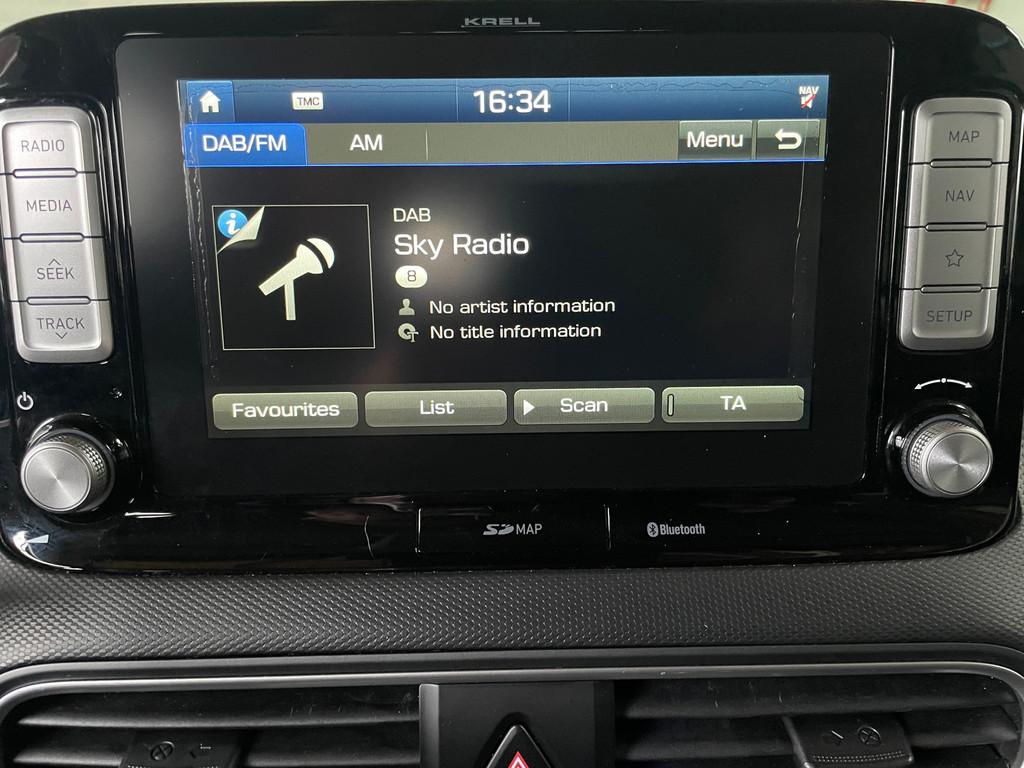 KRELL
TMC 16:34 NAV
DAB/FM AM Menu
DAB
Sky Radio
8
No artist information
No title information
Favourites List Scan TA
RADIO
MEDIA
SEEK
TRACK
MAP
NAV
SETUP
SD MAP
Bluetooth